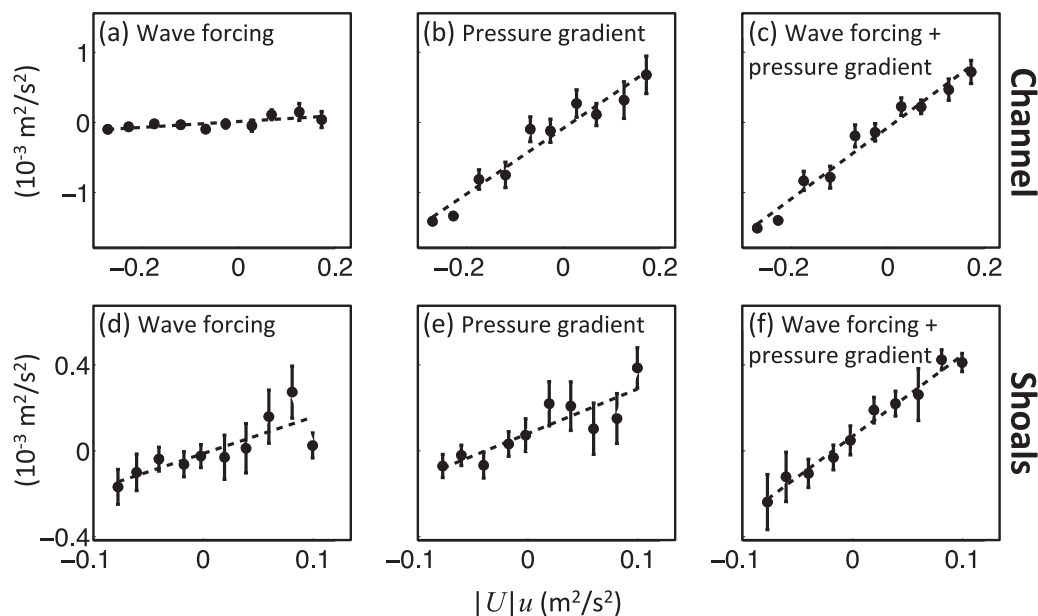 (a) Wave forcing
(b) Pressure gradient
(c) Wave forcing +
pressure gradient
Channel
(10⁻³ m²/s²)
1
0
−1
−0.2
0
0.2
−0.2
0
0.2
−0.2
0
0.2
(d) Wave forcing
(e) Pressure gradient
(f) Wave forcing +
pressure gradient
Shoals
(10⁻³ m²/s²)
0.4
0
−0.4
−0.1
0
0.1
−0.1
0
0.1
−0.1
0
0.1
|U|u (m²/s²)